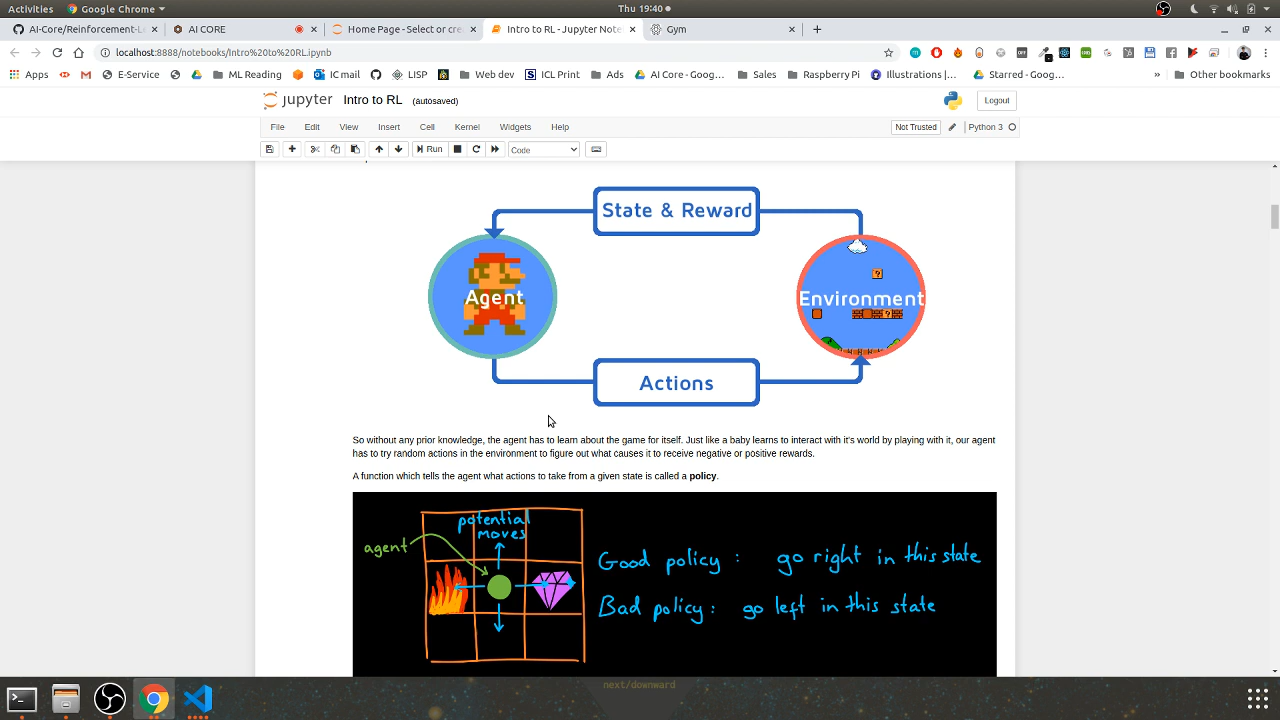 Activities Google Chrome Thu 19:40
AI-Core/Reinforcement-L AI CORE Home Page - Select or cre Intro to RL - Jupyter Note Gym
localhost:8888/notebooks/Intro%20to%20RL.ipynb
Apps E-Service ML Reading IC mail LISP Web dev ICL Print Ads AI Core - Goog... Sales Raspberry Pi Illustrations |... Starred - Goog... » Other bookmarks
jupyter Intro to RL (autosaved) Logout
File Edit View Insert Cell Kernel Widgets Help Not Trusted Python 3
Run Code
State & Reward
Agent Environment
Actions
So without any prior knowledge, the agent has to learn about the game for itself. Just like a baby learns to interact with it's world by playing with it, our agent
has to try random actions in the environment to figure out what causes it to receive negative or positive rewards.
A function which tells the agent what actions to take from a given state is called a policy.
potential
moves
agent
Good policy : go right in this state
Bad policy : go left in this state
next/downward